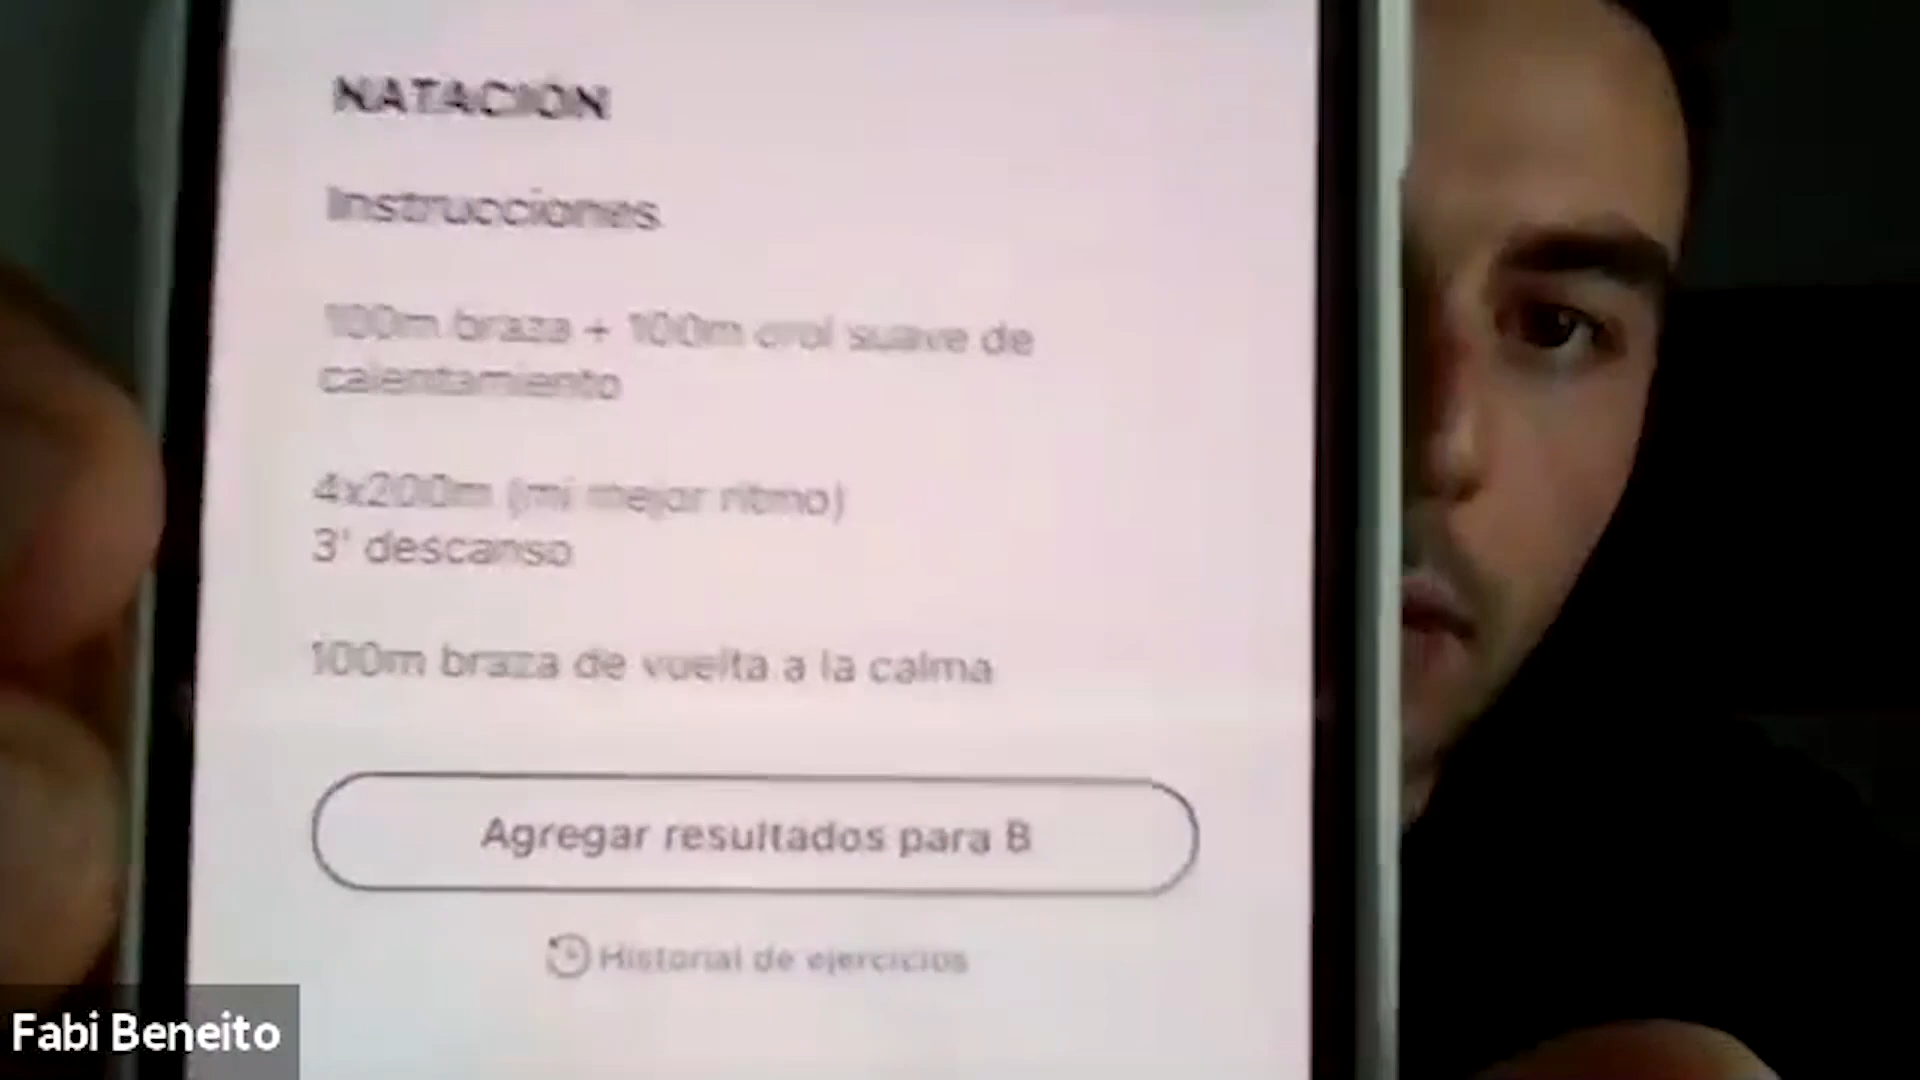 NATACIÓN
Instrucciones
100m braza + 100m crol suave de
calentamiento
4x200m (mi mejor ritmo)
3' descanso
100m braza de vuelta a la calma
Agregar resultados para B
Historial de ejercicios
Fabi Beneito